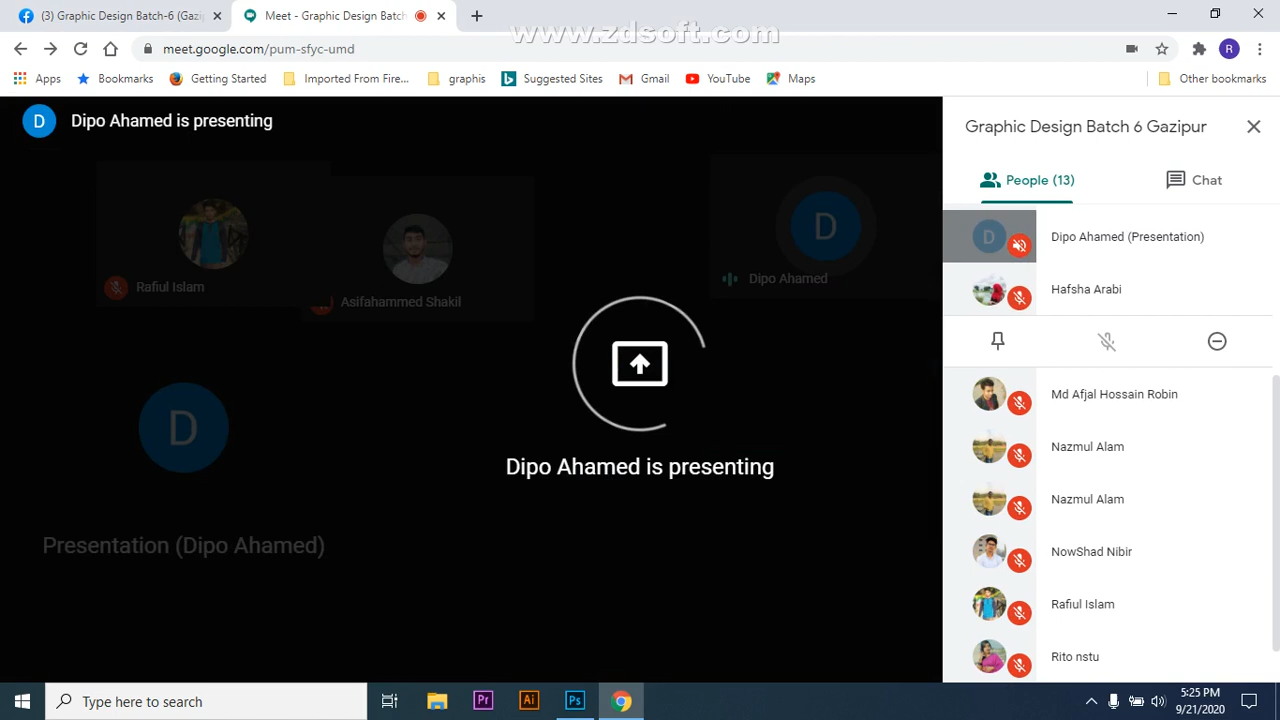 (3) Graphic Design Batch-6 (Gazip
Meet - Graphic Design Batch
www.zdsoft.com
meet.google.com/pum-sfyc-umd
R
Apps
Bookmarks
Getting Started
Imported From Fire...
graphis
Suggested Sites
Gmail
YouTube
Maps
Other bookmarks
D
Dipo Ahamed is presenting
Graphic Design Batch 6 Gazipur
People (13)
Chat
Rafiul Islam
Asifahammed Shakil
D
Dipo Ahamed
D
Dipo Ahamed (Presentation)
Hafsha Arabi
Md Afjal Hossain Robin
Nazmul Alam
Nazmul Alam
NowShad Nibir
Rafiul Islam
Rito nstu
D
Dipo Ahamed is presenting
Presentation (Dipo Ahamed)
Type here to search
Pr
Ai
Ps
5:25 PM
9/21/2020